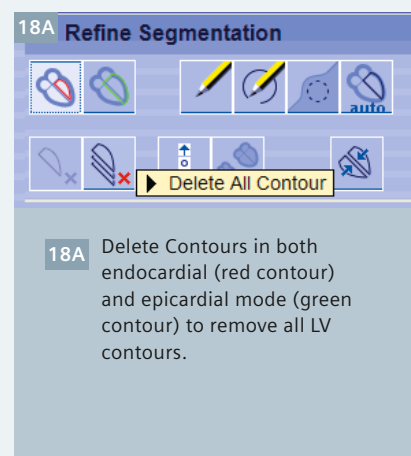 18A Refine Segmentation
auto
Delete All Contour
18A Delete Contours in both
endocardial (red contour)
and epicardial mode (green
contour) to remove all LV
contours.